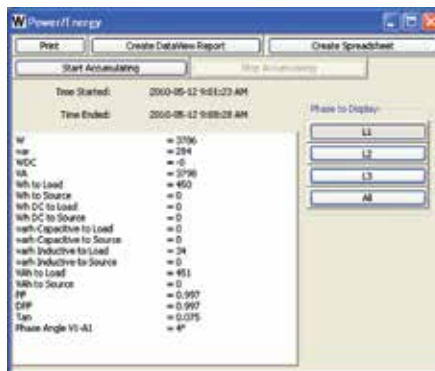 Power/Energy
Print Create DataView Report Create Spreadsheet
Start Accumulating Stop Accumulating
Time Started: 2010-05-12 9:01:23 AM
Time Ended: 2010-05-12 9:08:28 AM
Phase to Display:
L1
L2
L3
All
W = 3786
var = 284
WDC = -0
VA = 3798
Wh to Load = 450
Wh to Source = 0
Wh DC to Load = 0
Wh DC to Source = 0
varh Capacitive to Load = 0
varh Capacitive to Source = 0
varh Inductive to Load = 34
varh Inductive to Source = 0
VAh to Load = 451
VAh to Source = 0
PF = 0.997
DPF = 0.997
Tan = 0.075
Phase Angle V1-A1 = 4°